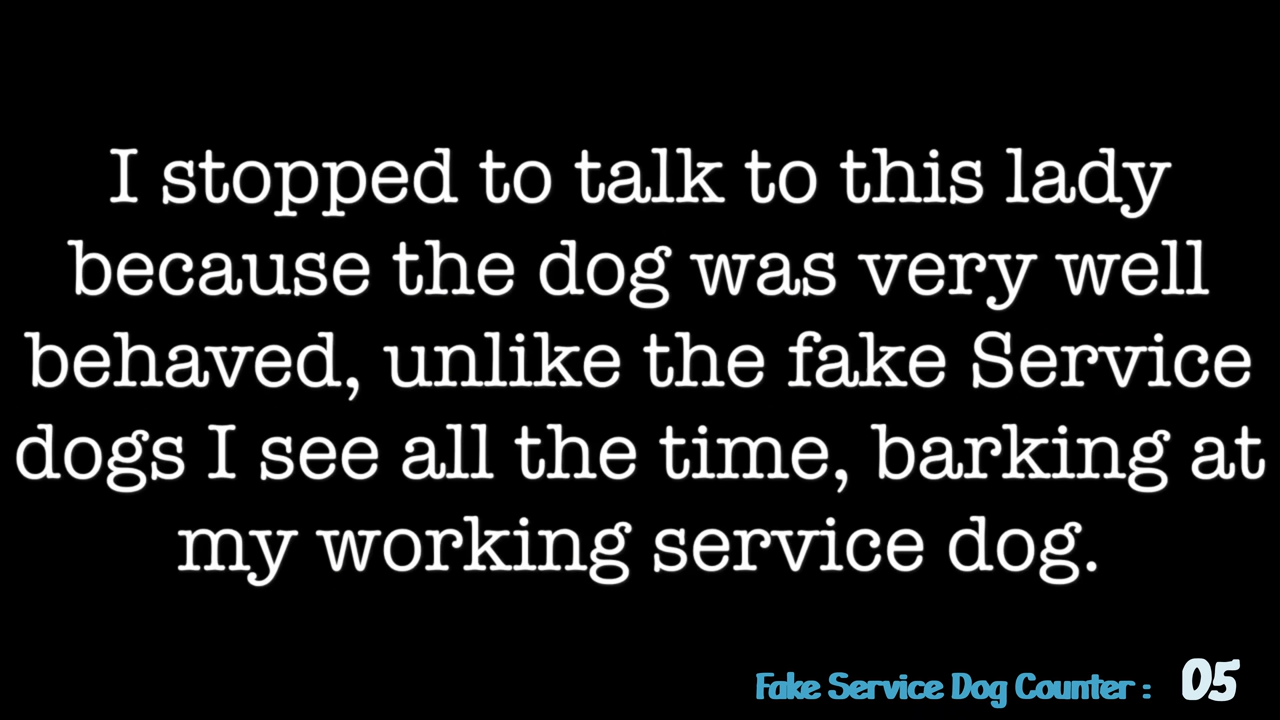 I stopped to talk to this lady
because the dog was very well
behaved, unlike the fake Service
dogs I see all the time, barking at
my working service dog.
Fake Service Dog Counter : 05